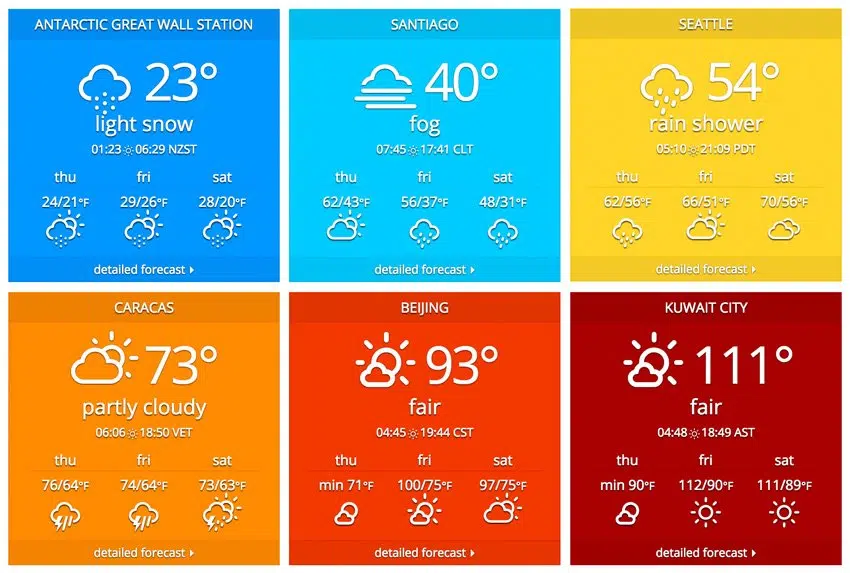 ANTARCTIC GREAT WALL STATION
23°
light snow
01:23 06:29 NZST
thu fri sat
24/21°F 29/26°F 28/20°F
detailed forecast
SANTIAGO
40°
fog
07:45 17:41 CLT
thu fri sat
62/43°F 56/37°F 48/31°F
detailed forecast
SEATTLE
54°
rain shower
05:10 21:09 PDT
thu fri sat
62/56°F 66/51°F 70/56°F
detailed forecast
CARACAS
73°
partly cloudy
06:06 18:50 VET
thu fri sat
76/64°F 74/64°F 73/63°F
detailed forecast
BEIJING
93°
fair
04:45 19:44 CST
thu fri sat
min 71°F 100/75°F 97/75°F
detailed forecast
KUWAIT CITY
111°
fair
04:48 18:49 AST
thu fri sat
min 90°F 112/90°F 111/89°F
detailed forecast